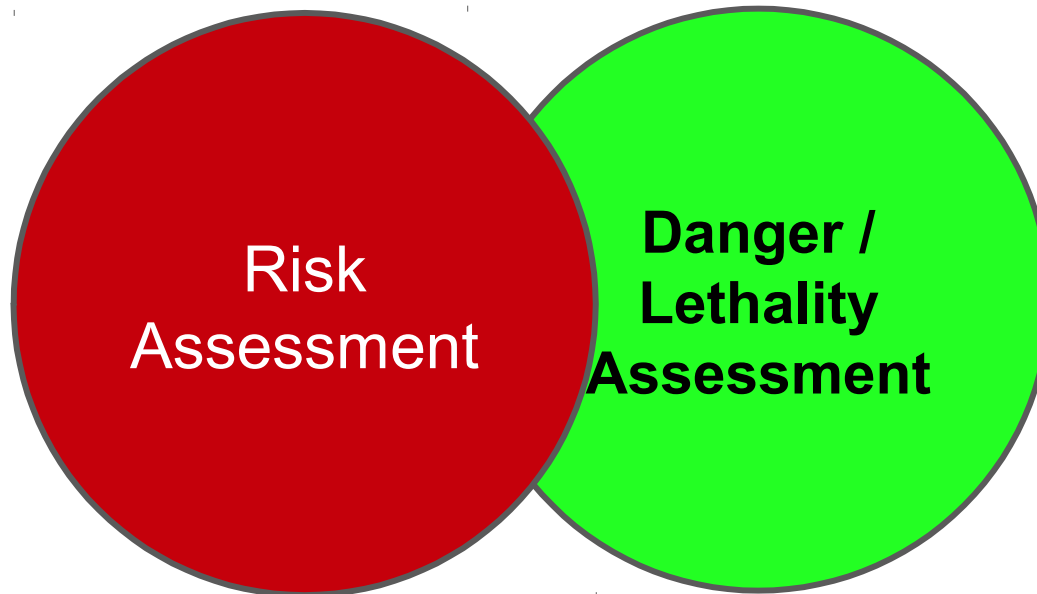 Risk
Assessment
Danger /
Lethality
Assessment